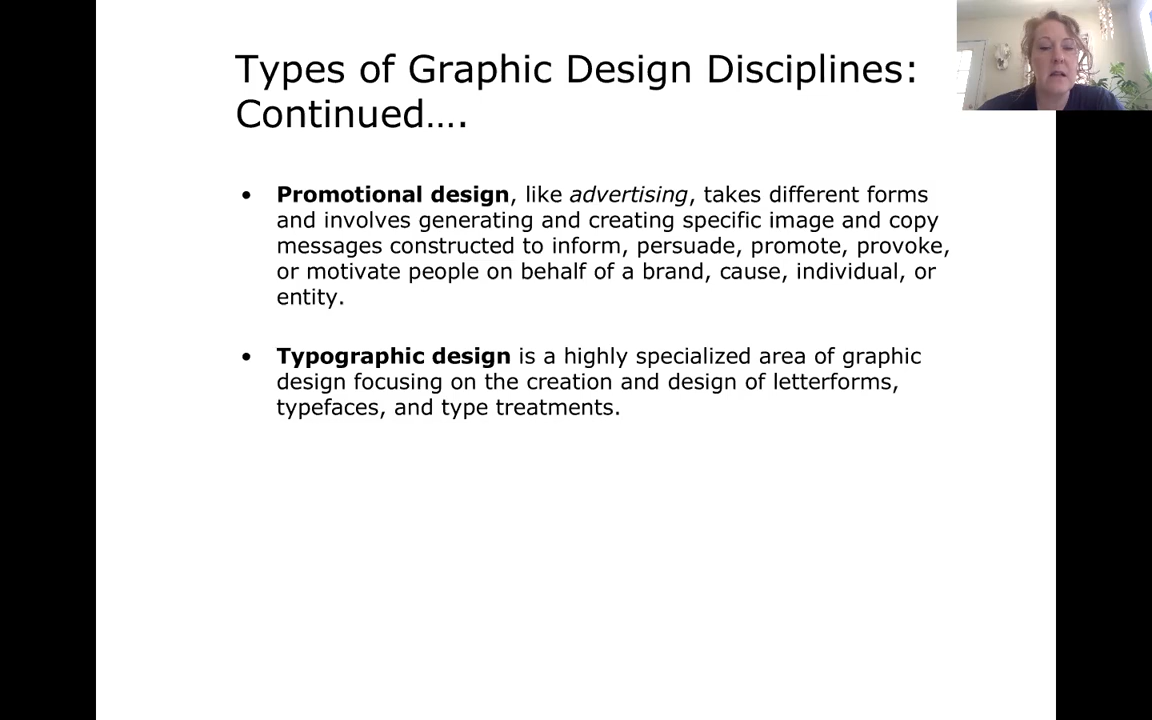 Types of Graphic Design Disciplines:
Continued….
• Promotional design, like advertising, takes different forms
and involves generating and creating specific image and copy
messages constructed to inform, persuade, promote, provoke,
or motivate people on behalf of a brand, cause, individual, or
entity.
• Typographic design is a highly specialized area of graphic
design focusing on the creation and design of letterforms,
typefaces, and type treatments.